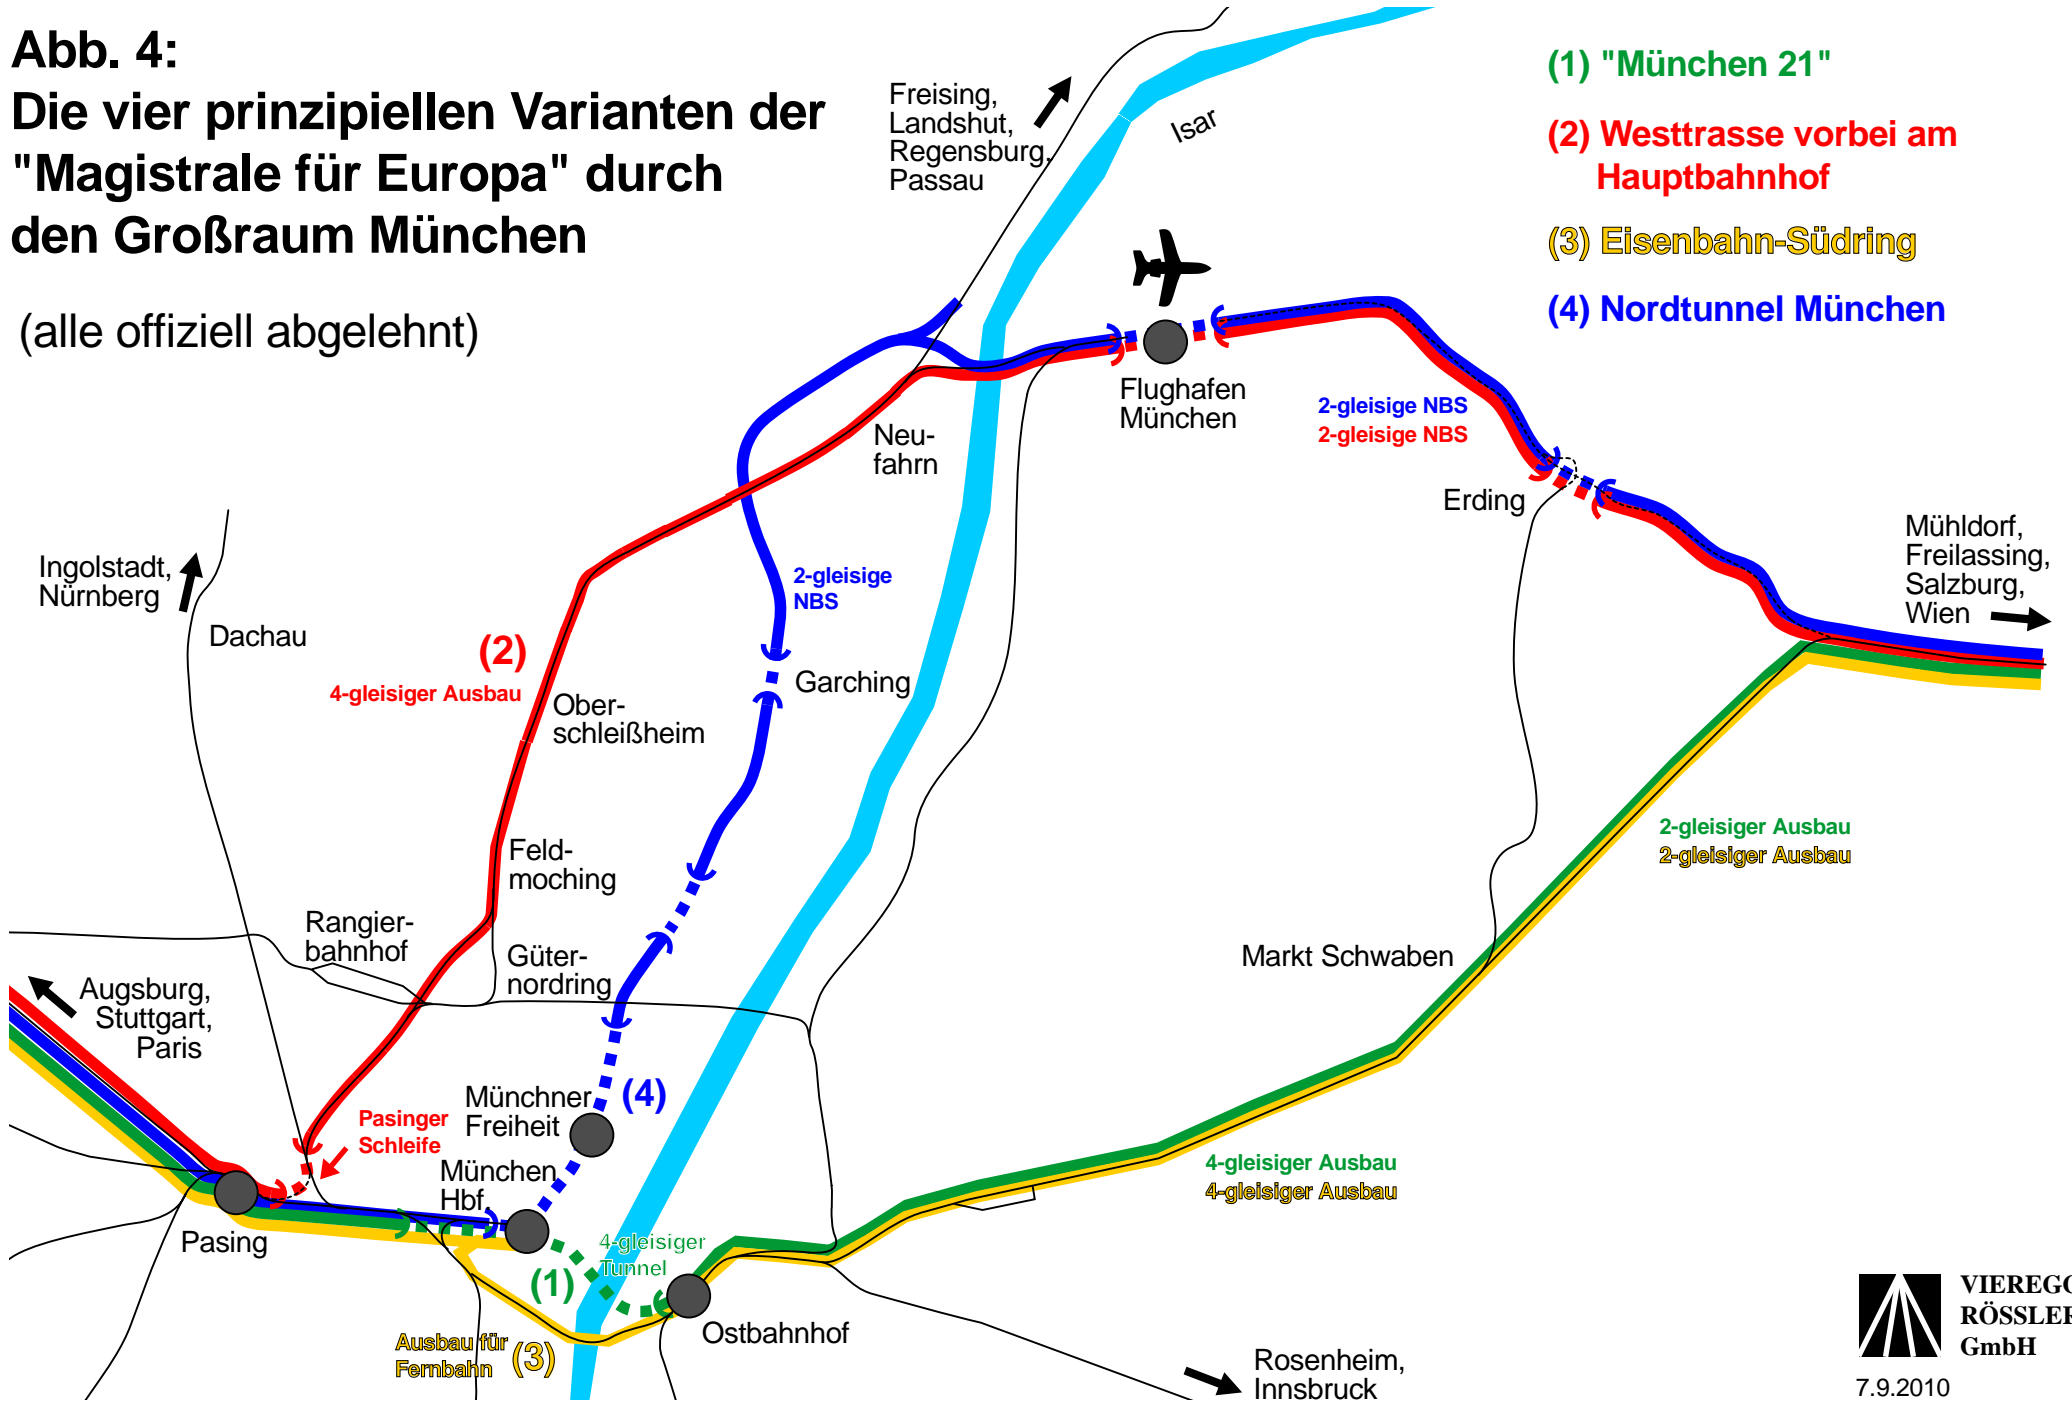 Abb. 4:
Die vier prinzipiellen Varianten der
"Magistrale für Europa" durch
den Großraum München
(alle offiziell abgelehnt)
(1) "München 21"
(2) Westtrasse vorbei am
Hauptbahnhof
(3) Eisenbahn-Südring
(4) Nordtunnel München
Freising,
Landshut,
Regensburg,
Passau
Isar
Flughafen
München
2-gleisige NBS
2-gleisige NBS
Neu-
fahrn
Erding
Mühldorf,
Freilassing,
Salzburg,
Wien
Ingolstadt,
Nürnberg
Dachau
2-gleisige
NBS
(2)
4-gleisiger Ausbau
Garching
Ober-
schleißheim
2-gleisiger Ausbau
2-gleisiger Ausbau
Feld-
moching
Rangier-
bahnhof
Güter-
nordring
Markt Schwaben
Augsburg,
Stuttgart,
Paris
Münchner
Freiheit
(4)
Pasinger
Schleife
München
Hbf.
4-gleisiger Ausbau
4-gleisiger Ausbau
Pasing
4-gleisiger
Tunnel
(1)
Ostbahnhof
Ausbau für
Fernbahn
(3)
Rosenheim,
Innsbruck
VIEREGG
RÖSSLER
GmbH
7.9.2010